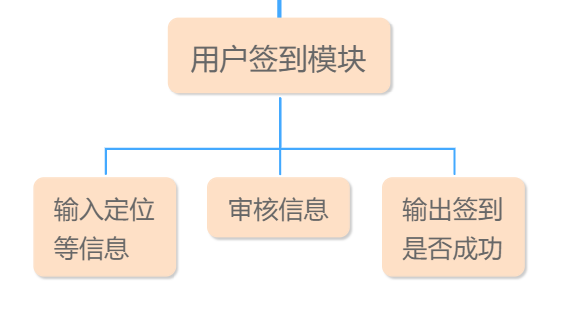 用户签到模块
输入定位
等信息
审核信息
输出签到
是否成功